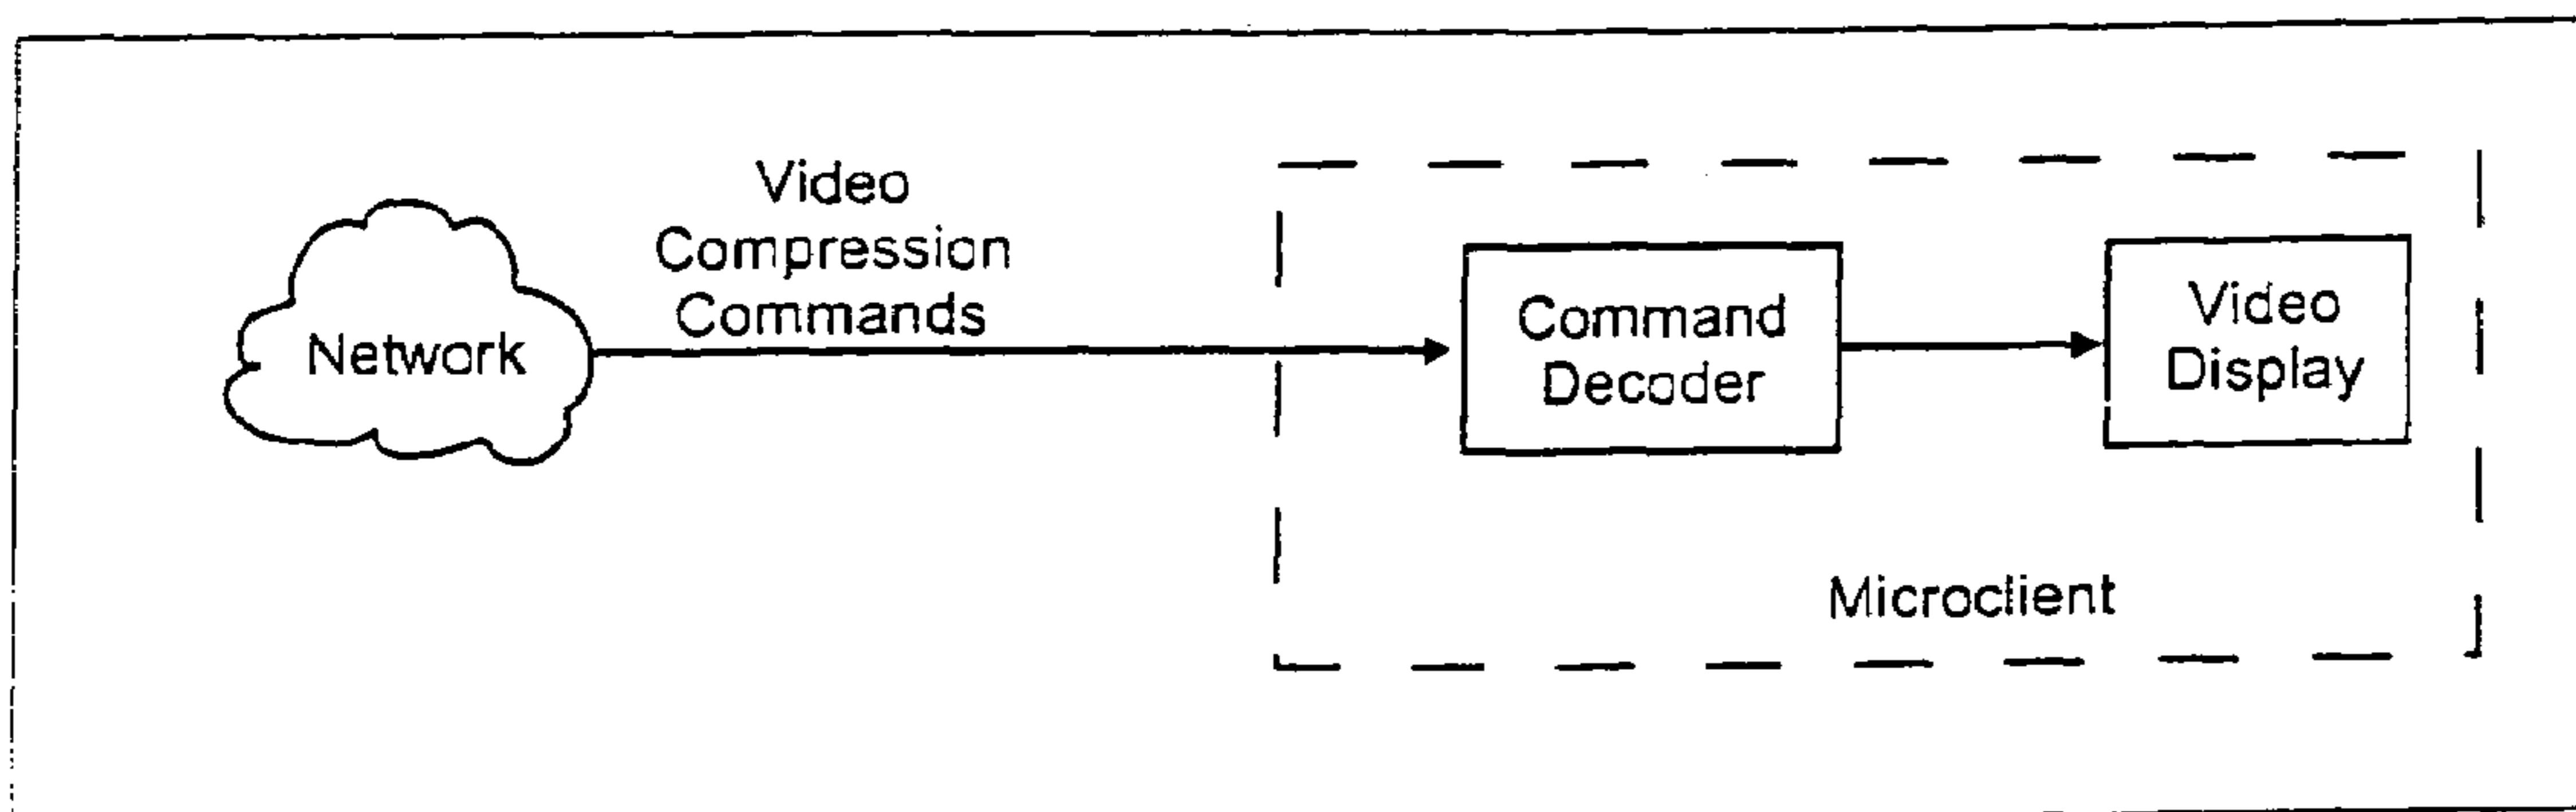 Network
Video
Compression
Commands
Command
Decoder
Video
Display
Microclient